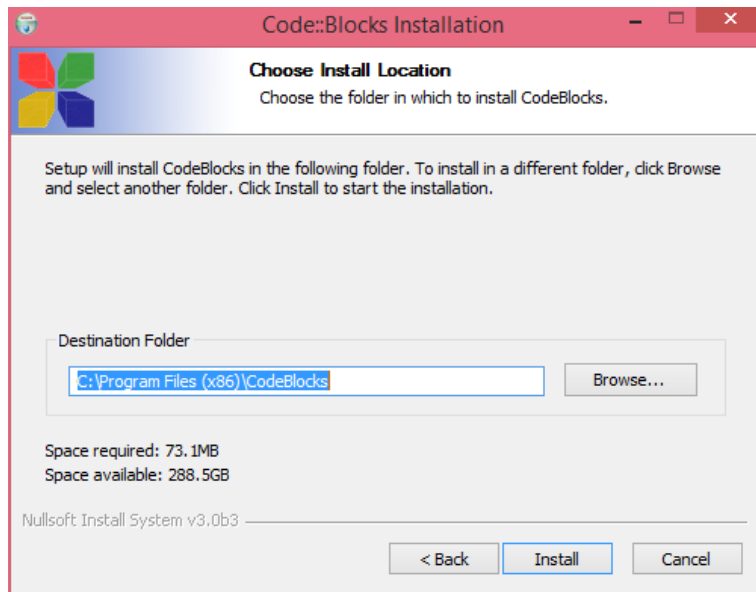 Code::Blocks Installation
Choose Install Location
Choose the folder in which to install CodeBlocks.
Setup will install CodeBlocks in the following folder. To install in a different folder, click Browse
and select another folder. Click Install to start the installation.
Destination Folder
C:\Program Files (x86)\CodeBlocks
Browse...
Space required: 73.1MB
Space available: 288.5GB
Nullsoft Install System v3.0b3
< Back
Install
Cancel